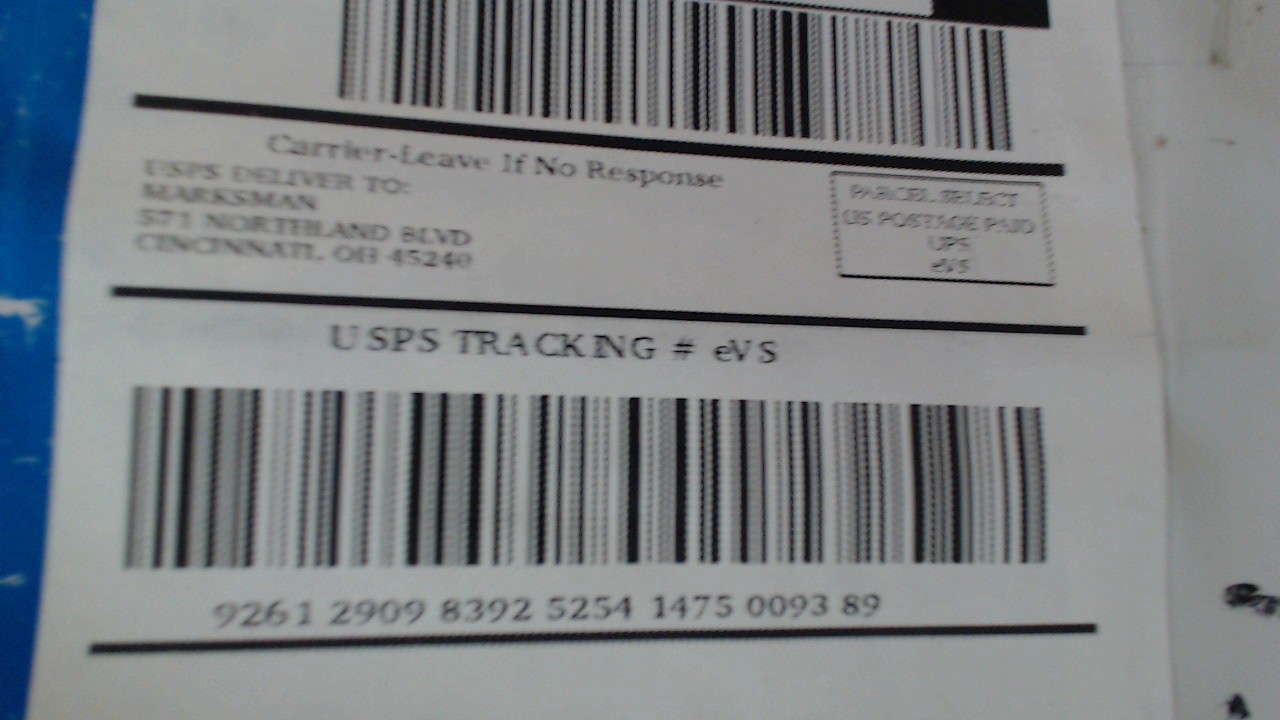 Carrier-Leave If No Response
USPS DELIVER TO:
MARKSMAN
571 NORTHLAND BLVD
CINCINNATI, OH 45240
PARCEL SELECT
US POSTAGE PAID
UPS
eVS
USPS TRACKING # eVS
9261 2909 8392 5254 1475 0093 89